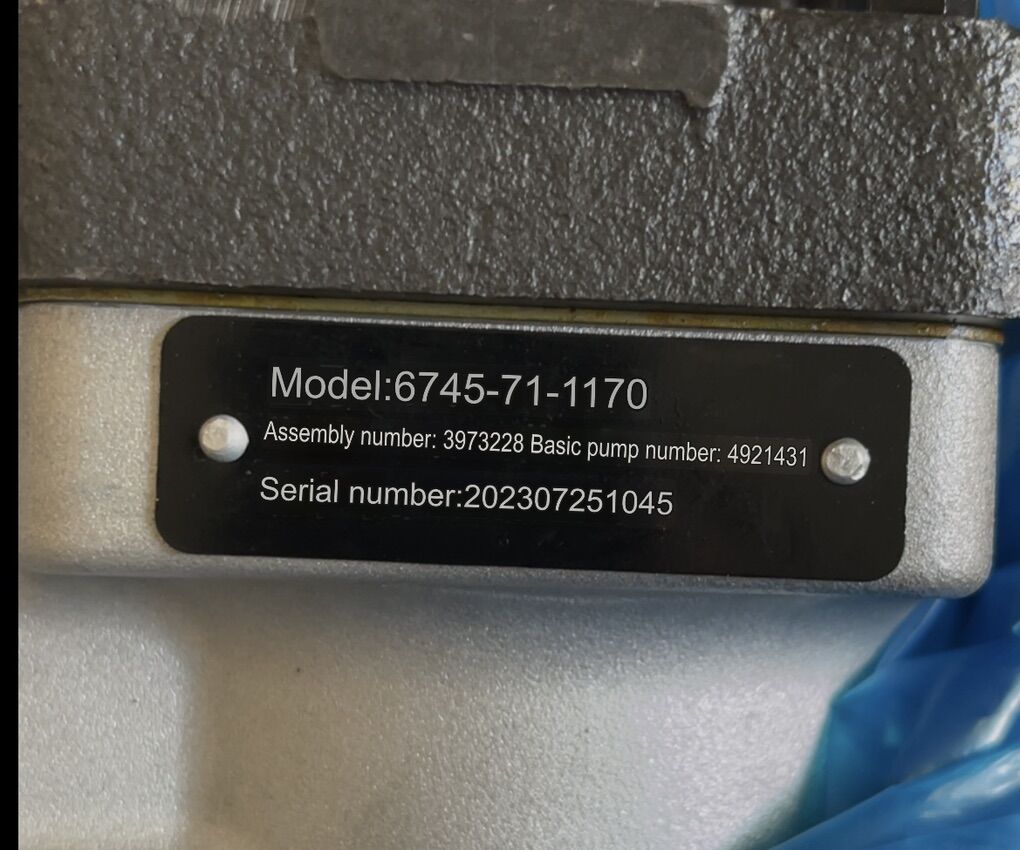 Model:6745-71-1170
Assembly number: 3973228 Basic pump number: 4921431
Serial number:202307251045